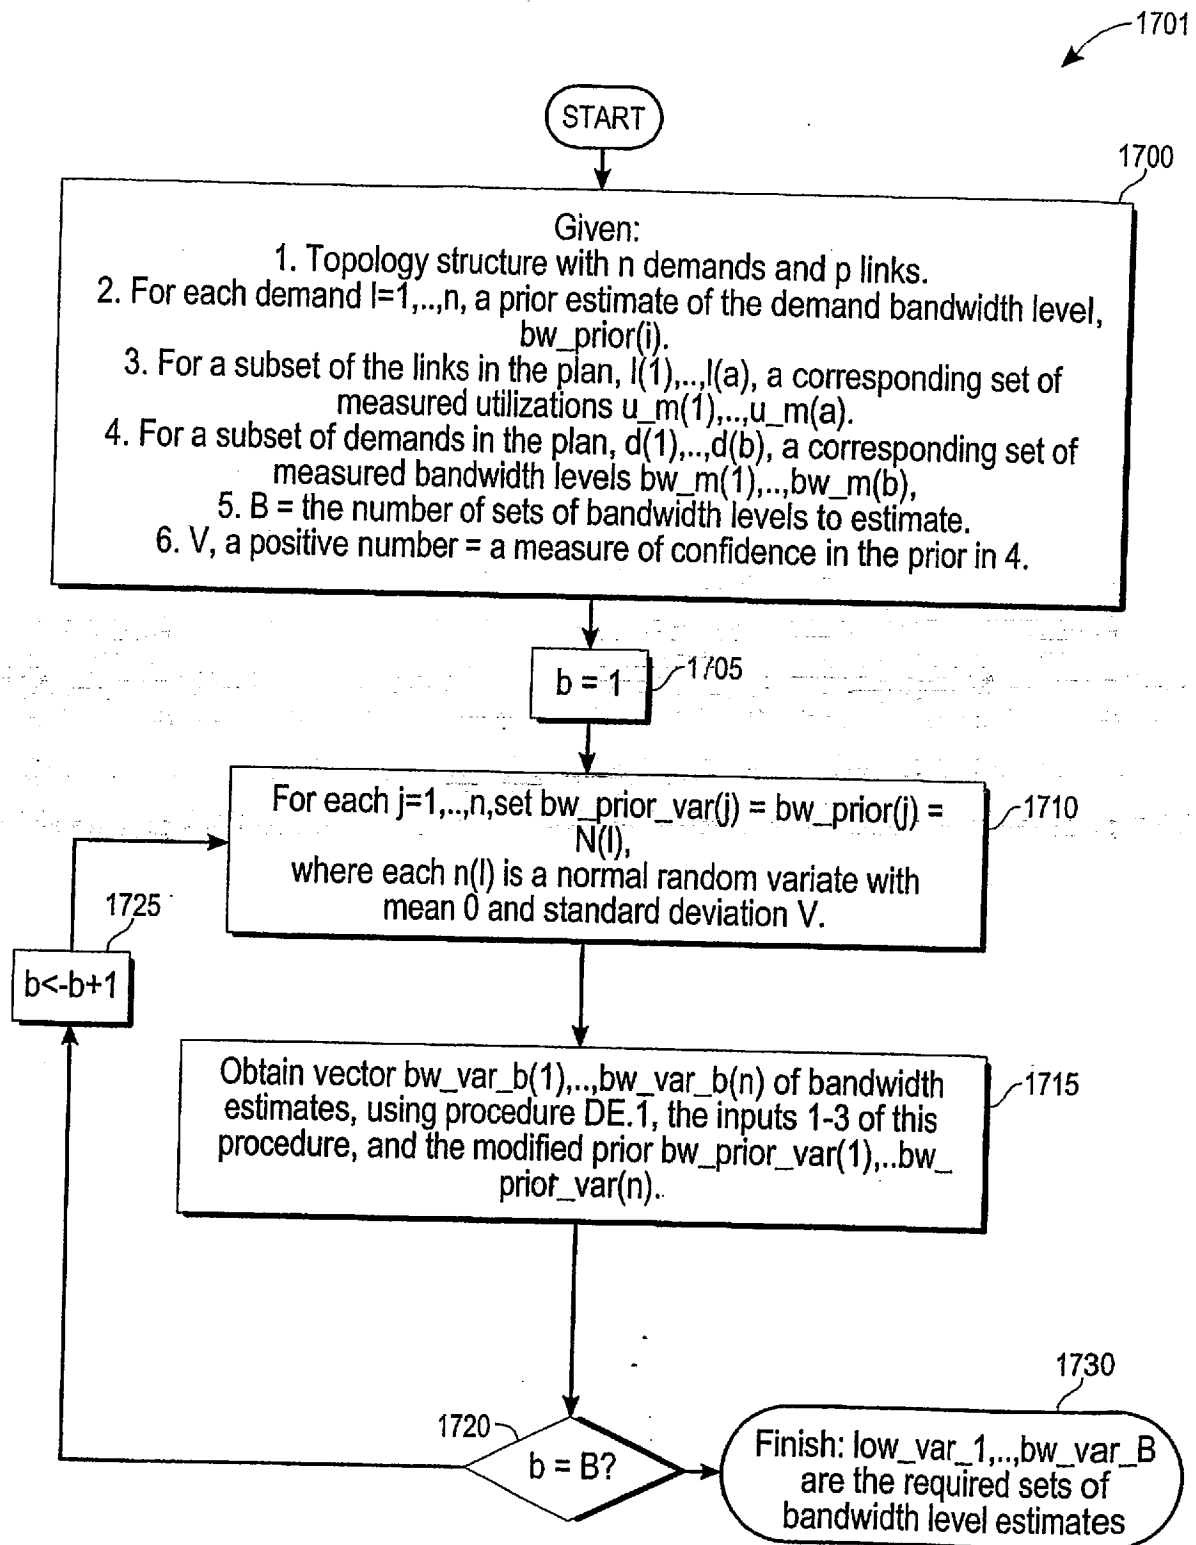 1701
START
1700
Given:
1. Topology structure with n demands and p links.
2. For each demand l=1,..,n, a prior estimate of the demand bandwidth level,
bw_prior(i).
3. For a subset of the links in the plan, l(1),..,l(a), a corresponding set of
measured utilizations u_m(1),..,u_m(a).
4. For a subset of demands in the plan, d(1),..,d(b), a corresponding set of
measured bandwidth levels bw_m(1),..,bw_m(b),
5. B = the number of sets of bandwidth levels to estimate.
6. V, a positive number = a measure of confidence in the prior in 4.
b = 1
1705
For each j=1,..,n,set bw_prior_var(j) = bw_prior(j) =
N(l),
where each n(l) is a normal random variate with
mean 0 and standard deviation V.
1710
1725
b<-b+1
Obtain vector bw_var_b(1),..,bw_var_b(n) of bandwidth
estimates, using procedure DE.1, the inputs 1-3 of this
procedure, and the modified prior bw_prior_var(1),..bw_
prior_var(n).
1715
1720
b = B?
1730
Finish: low_var_1,..,bw_var_B
are the required sets of
bandwidth level estimates